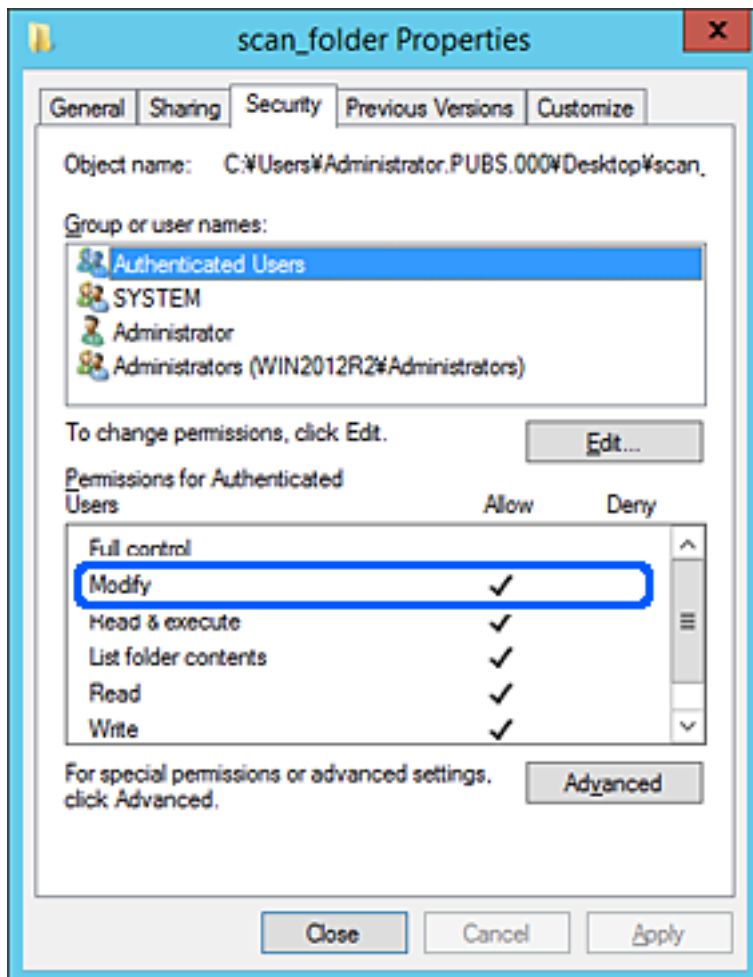 scan_folder Properties
x
General Sharing Security Previous Versions Customize
Object name: C:¥Users¥Administrator.PUBS.000¥Desktop¥scan_
Group or user names:
Authenticated Users
SYSTEM
Administrator
Administrators (WIN2012R2¥Administrators)
To change permissions, click Edit. Edit...
Permissions for Authenticated
Users Allow Deny
Full control
Modify
Read & execute
List folder contents
Read
Write
For special permissions or advanced settings,
click Advanced. Advanced
Close Cancel Apply